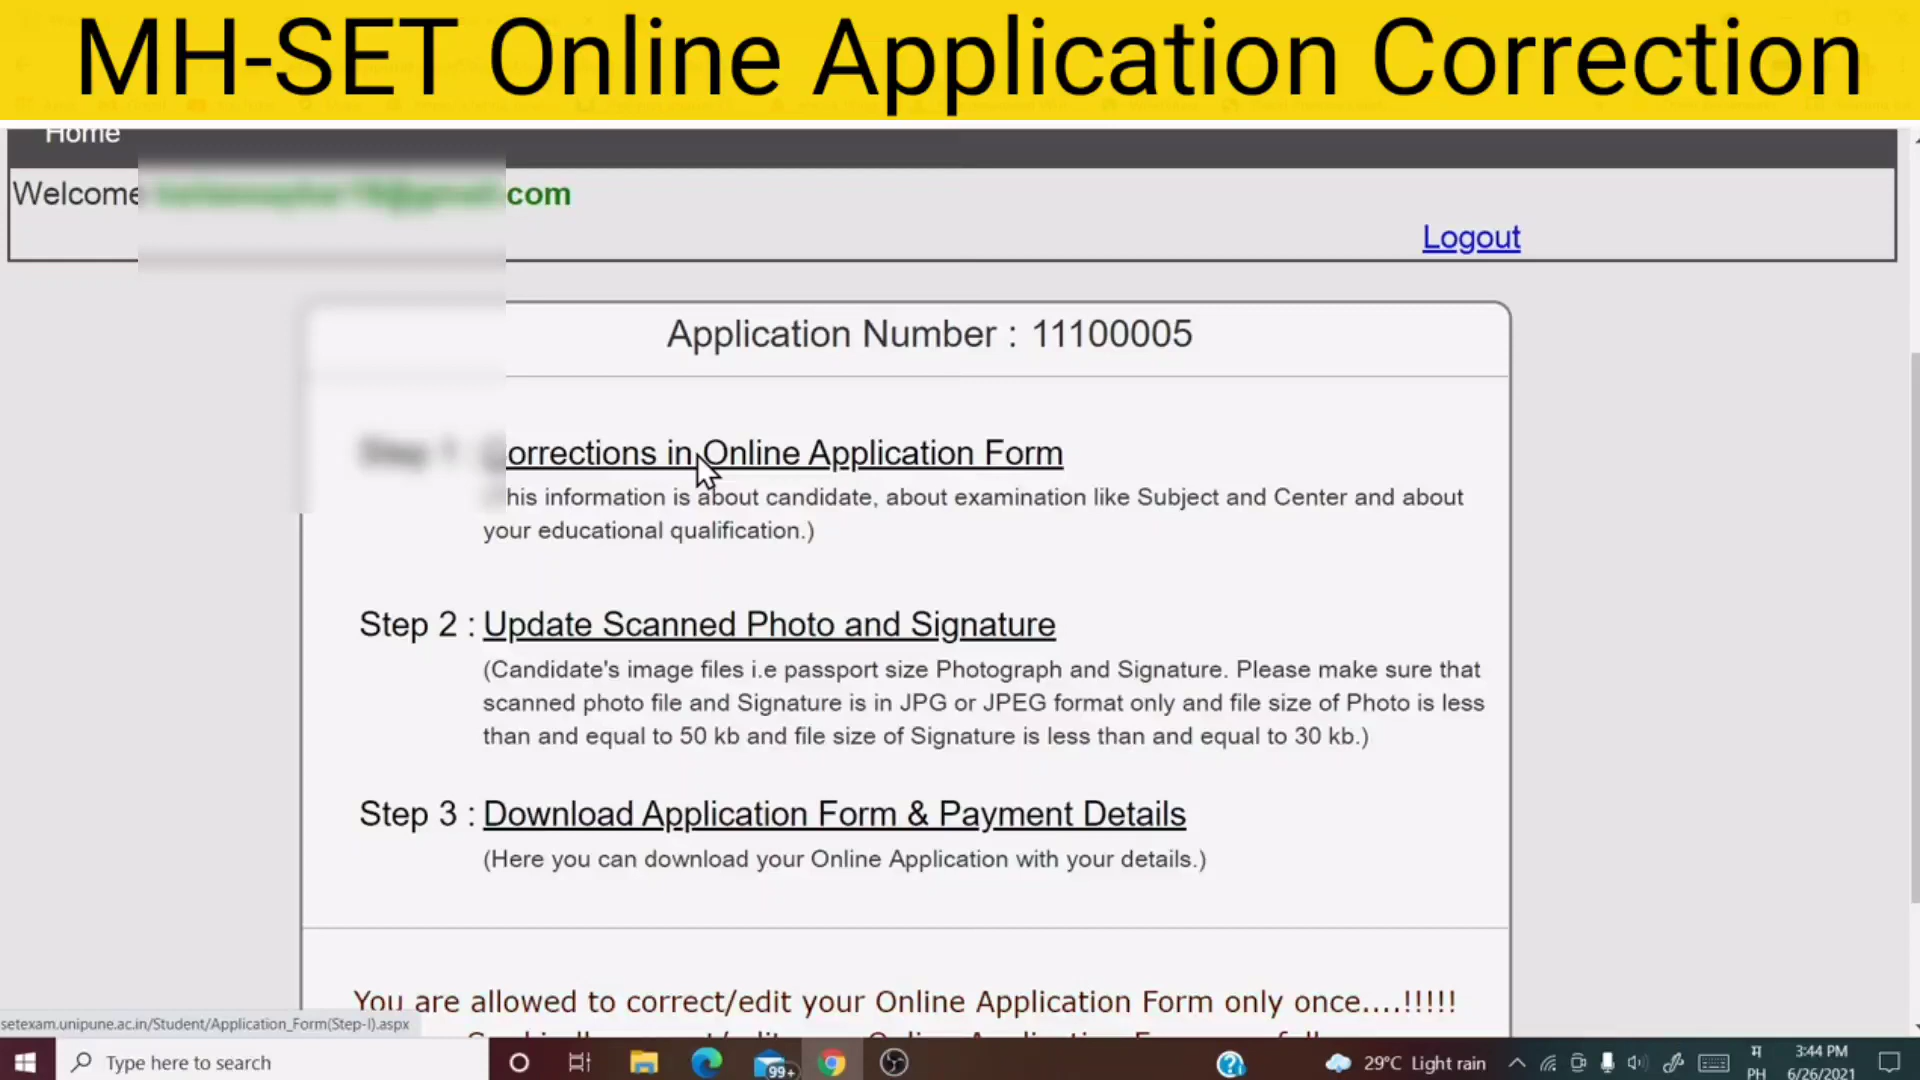 MH-SET Online Application Correction
Home
Welcome
com
Logout
Application Number : 11100005
Step 1 Corrections in Online Application Form
(This information is about candidate, about examination like Subject and Center and about
your educational qualification.)
Step 2 : Update Scanned Photo and Signature
(Candidate's image files i.e passport size Photograph and Signature. Please make sure that
scanned photo file and Signature is in JPG or JPEG format only and file size of Photo is less
than and equal to 50 kb and file size of Signature is less than and equal to 30 kb.)
Step 3 : Download Application Form & Payment Details
(Here you can download your Online Application with your details.)
You are allowed to correct/edit your Online Application Form only once....!!!!!
setexam.unipune.ac.in/Student/Application_Form(Step-I).aspx
Type here to search
99+
29°C Light rain
म
PH
3:44 PM
6/26/2021